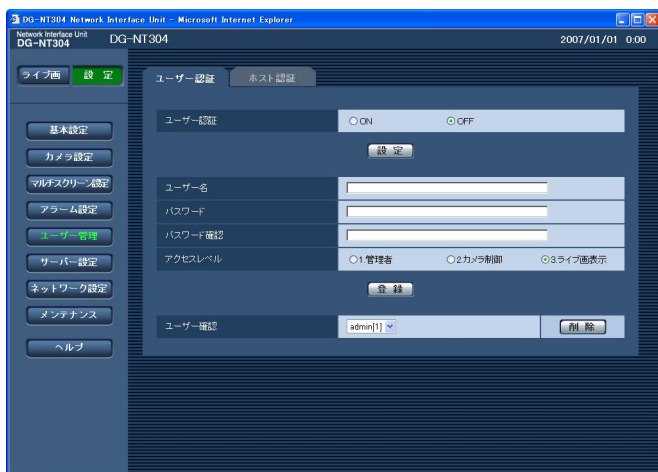 DG-NT304 Network Interface Unit - Microsoft Internet Explorer
Network Interface Unit
DG-NT304
DG-NT304
2007/01/01 0:00
ライブ画
設 定
ユーザー認証
ホスト認証
ユーザー認証
ON
OFF
設 定
基本設定
カメラ設定
マルチスクリーン設定
アラーム設定
ユーザー管理
サーバー設定
ネットワーク設定
メンテナンス
ヘルプ
ユーザー名
パスワード
パスワード確認
アクセスレベル
1.管理者
2.カメラ制御
3.ライブ画表示
登 録
ユーザー確認
admin[1]
削 除